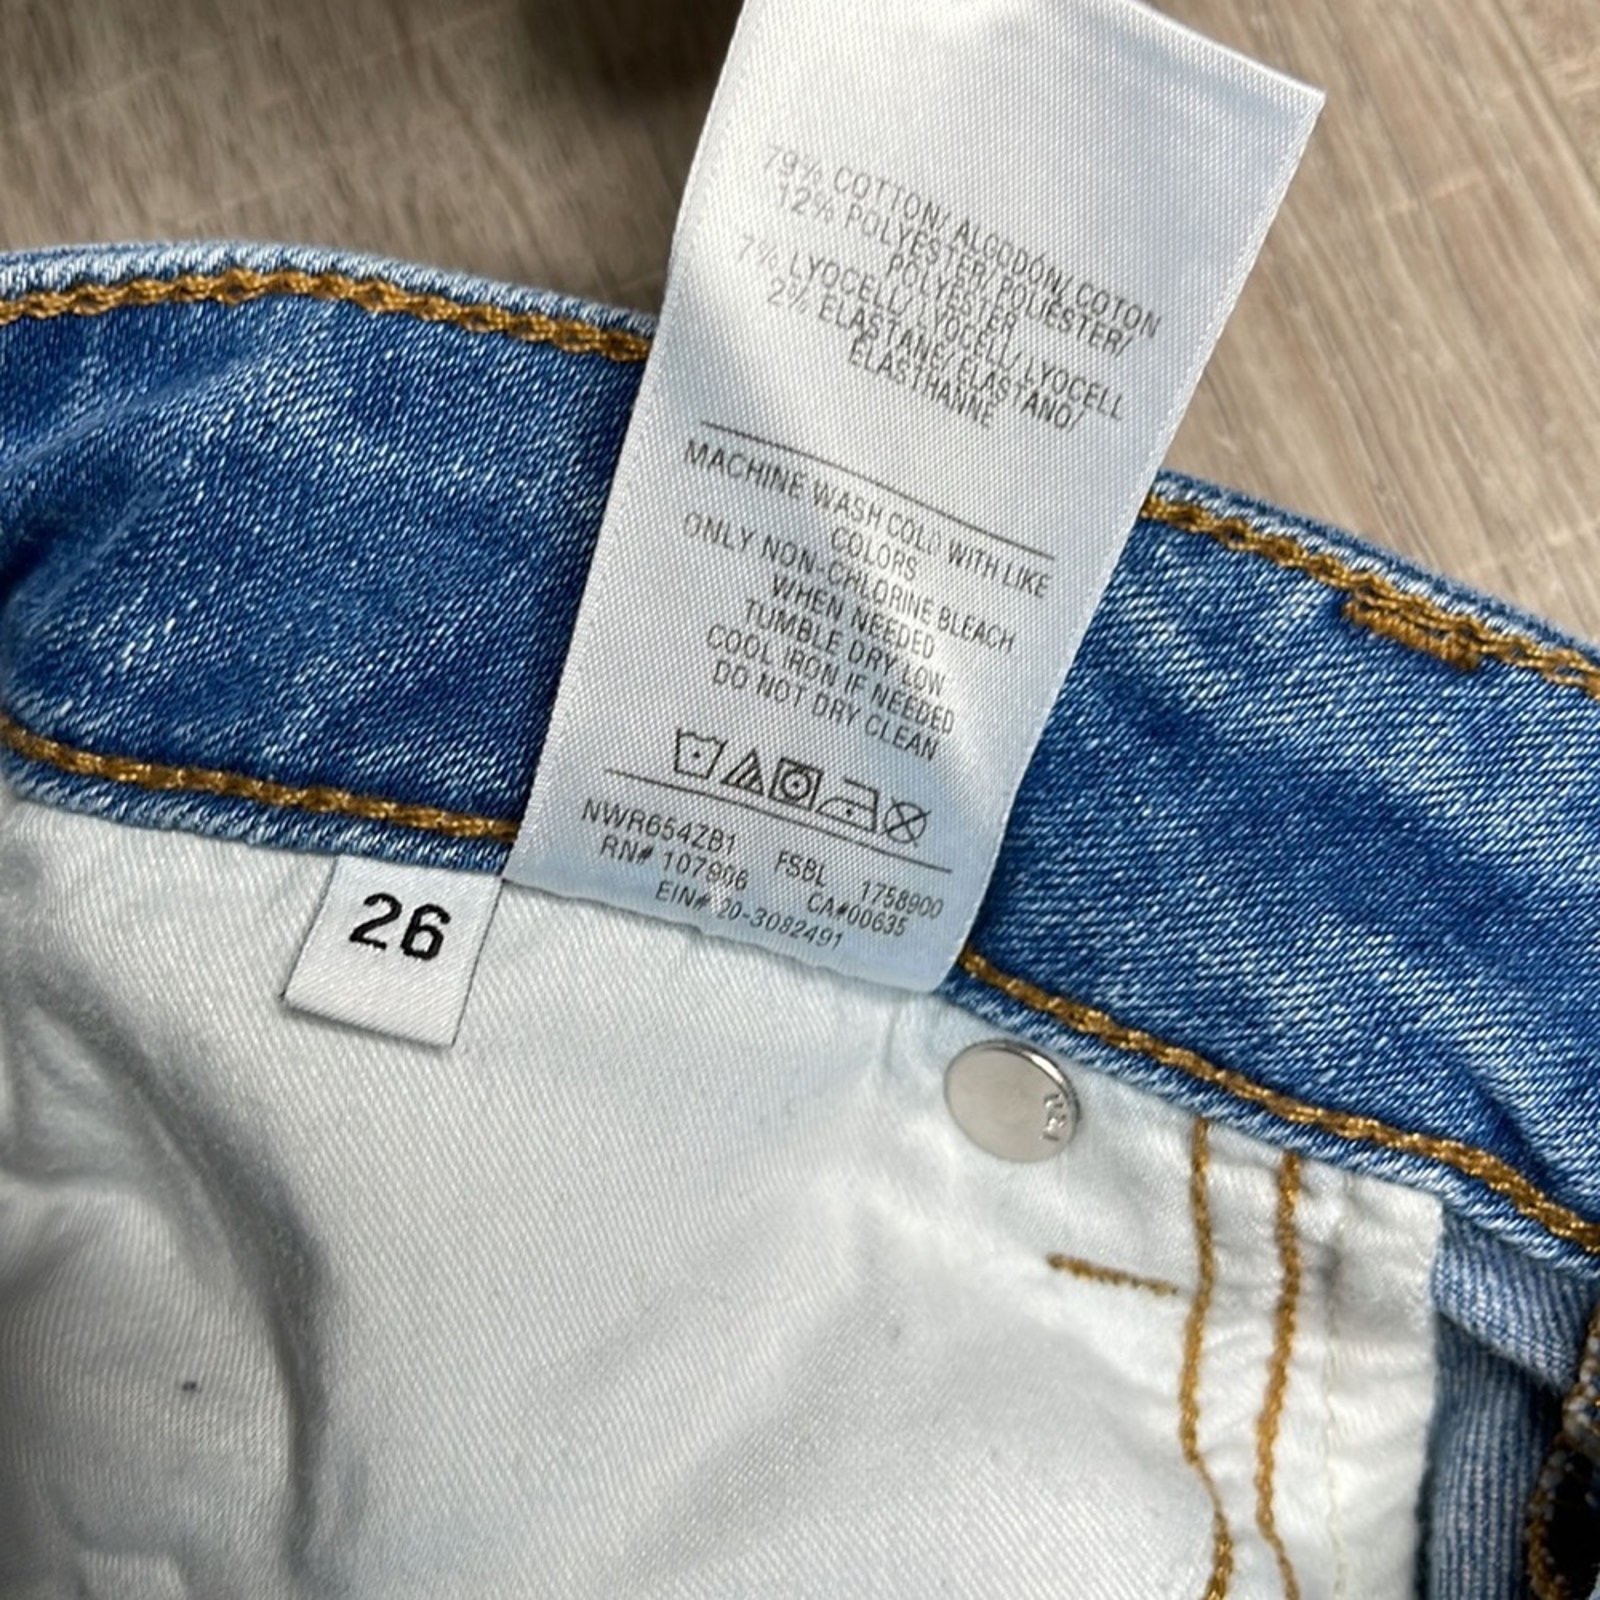 79% COTTON/ ALGODÓN/ COTON
12% POLYESTER/ POLIESTER/
POLYESTER
7% LYOCELL/ LYOCELL/ LYOCELL
2% ELASTANE/ ELASTANO/
ELASTHANNE
MACHINE WASH COLD WITH LIKE
COLORS
ONLY NON-CHLORINE BLEACH
WHEN NEEDED
TUMBLE DRY LOW
COOL IRON IF NEEDED
DO NOT DRY CLEAN
NWR654ZB1 FSBL 1758900
RN# 107906 CA#00635
EIN# 20-3082491
26